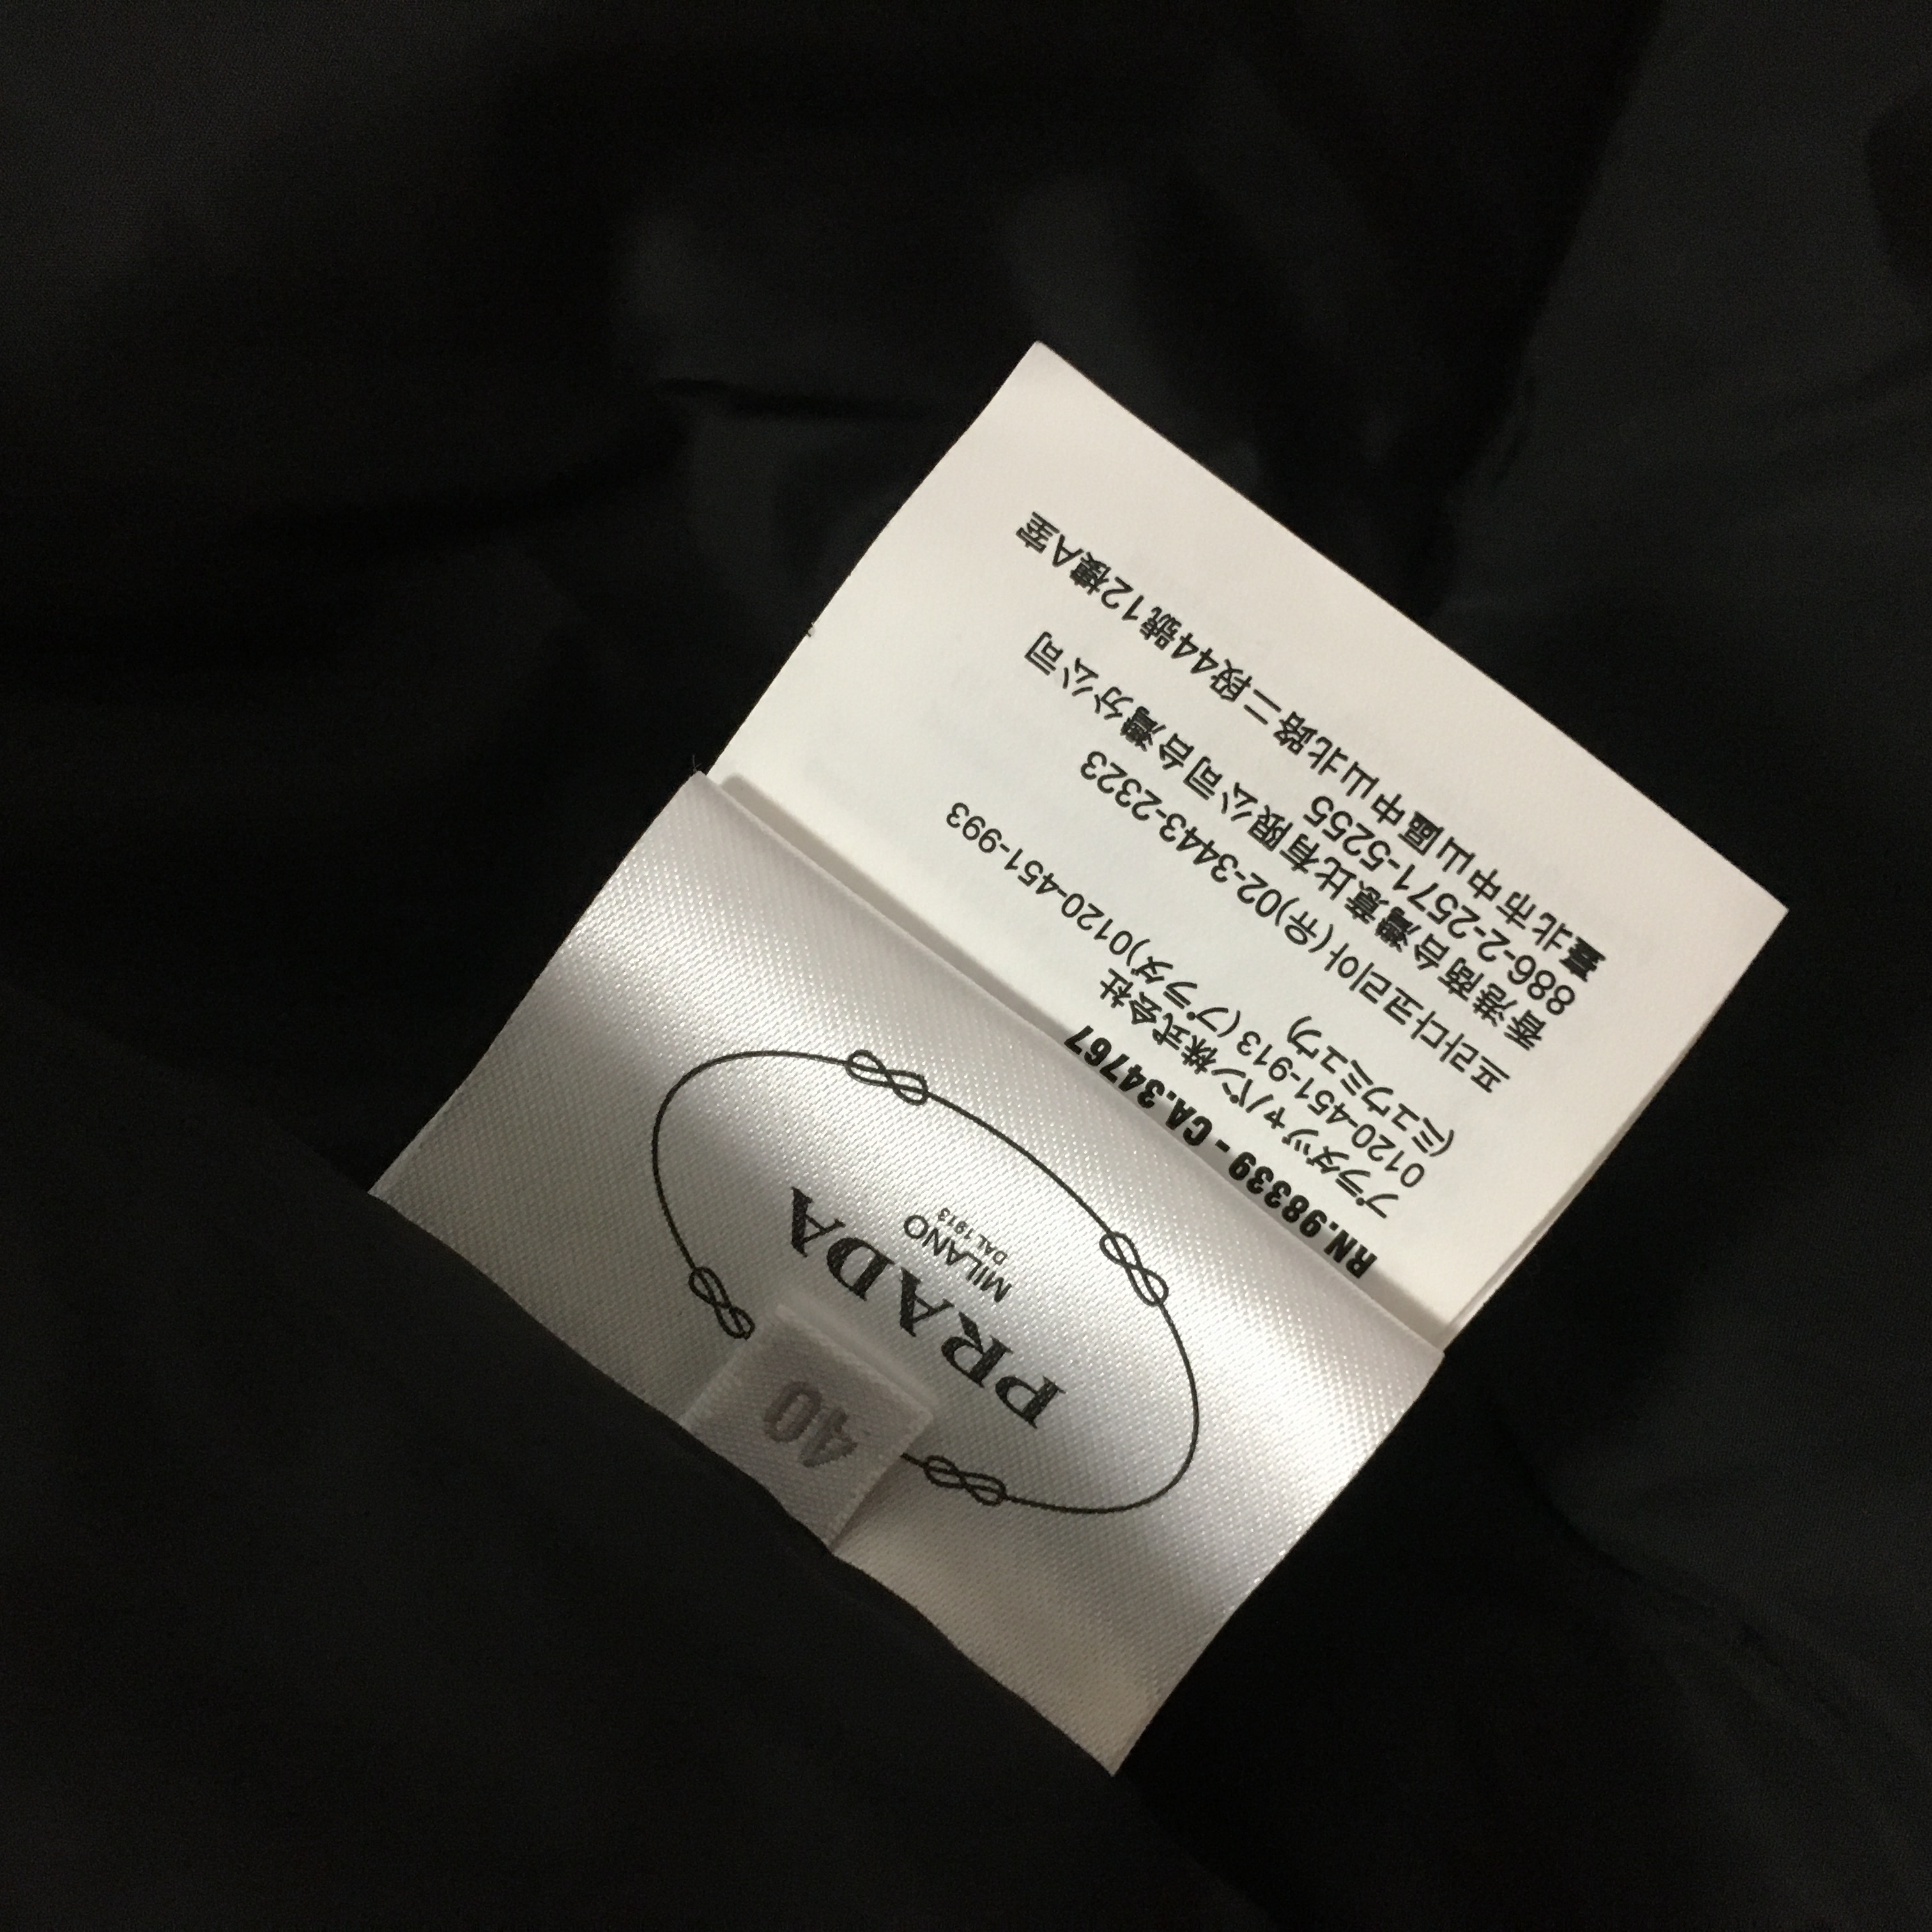 40
PRADA
MILANO
DAL 1913
RN.98339 - CA.34767
プラダジャパン株式会社
0120-451-913 (プラダ)0120-451-993
(ミュウミュウ)
프라다코리아 (유)02-3443-2323
香港商台灣意比有限公司台灣分公司
886-2-2571-5255
臺北市中山區中山北路二段44號12樓A室